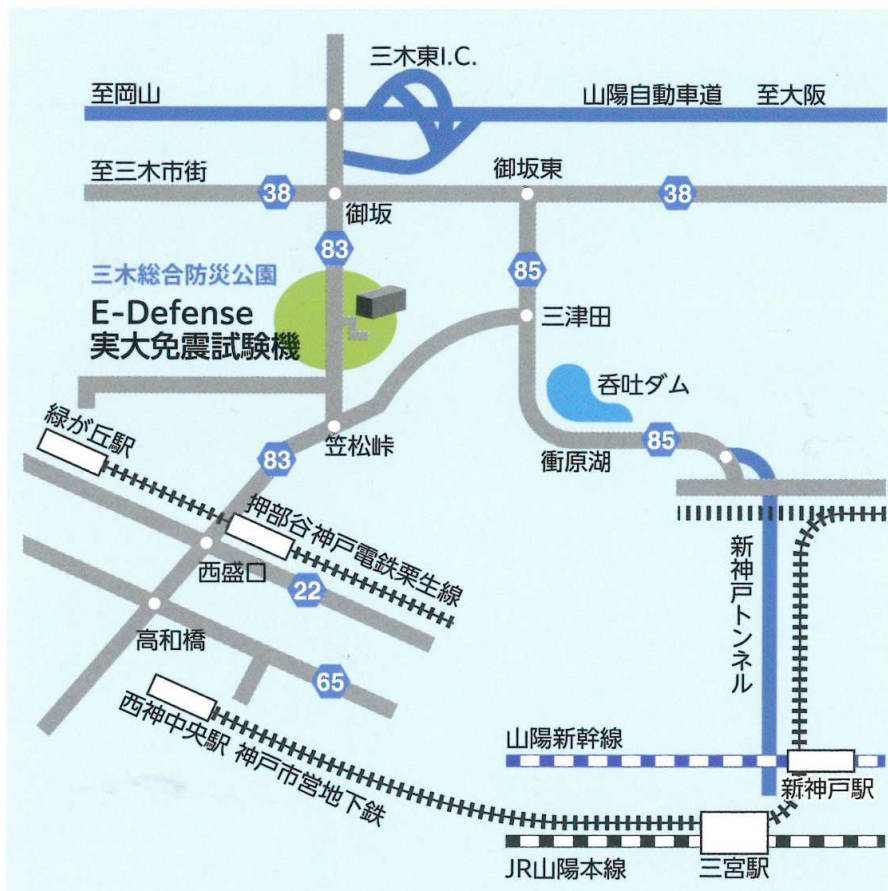 三木東I.C.
至岡山
山陽自動車道
至大阪
至三木市街
38
御坂
御坂東
38
83
85
三木総合防災公園
E-Defense
実大免震試験機
三津田
呑吐ダム
緑が丘駅
83
笠松峠
衝原湖
85
押部谷神戸電鉄粟生線
西盛口
22
新神戸トンネル
高和橋
65
西神中央駅 神戸市営地下鉄
山陽新幹線
新神戸駅
JR山陽本線
三宮駅